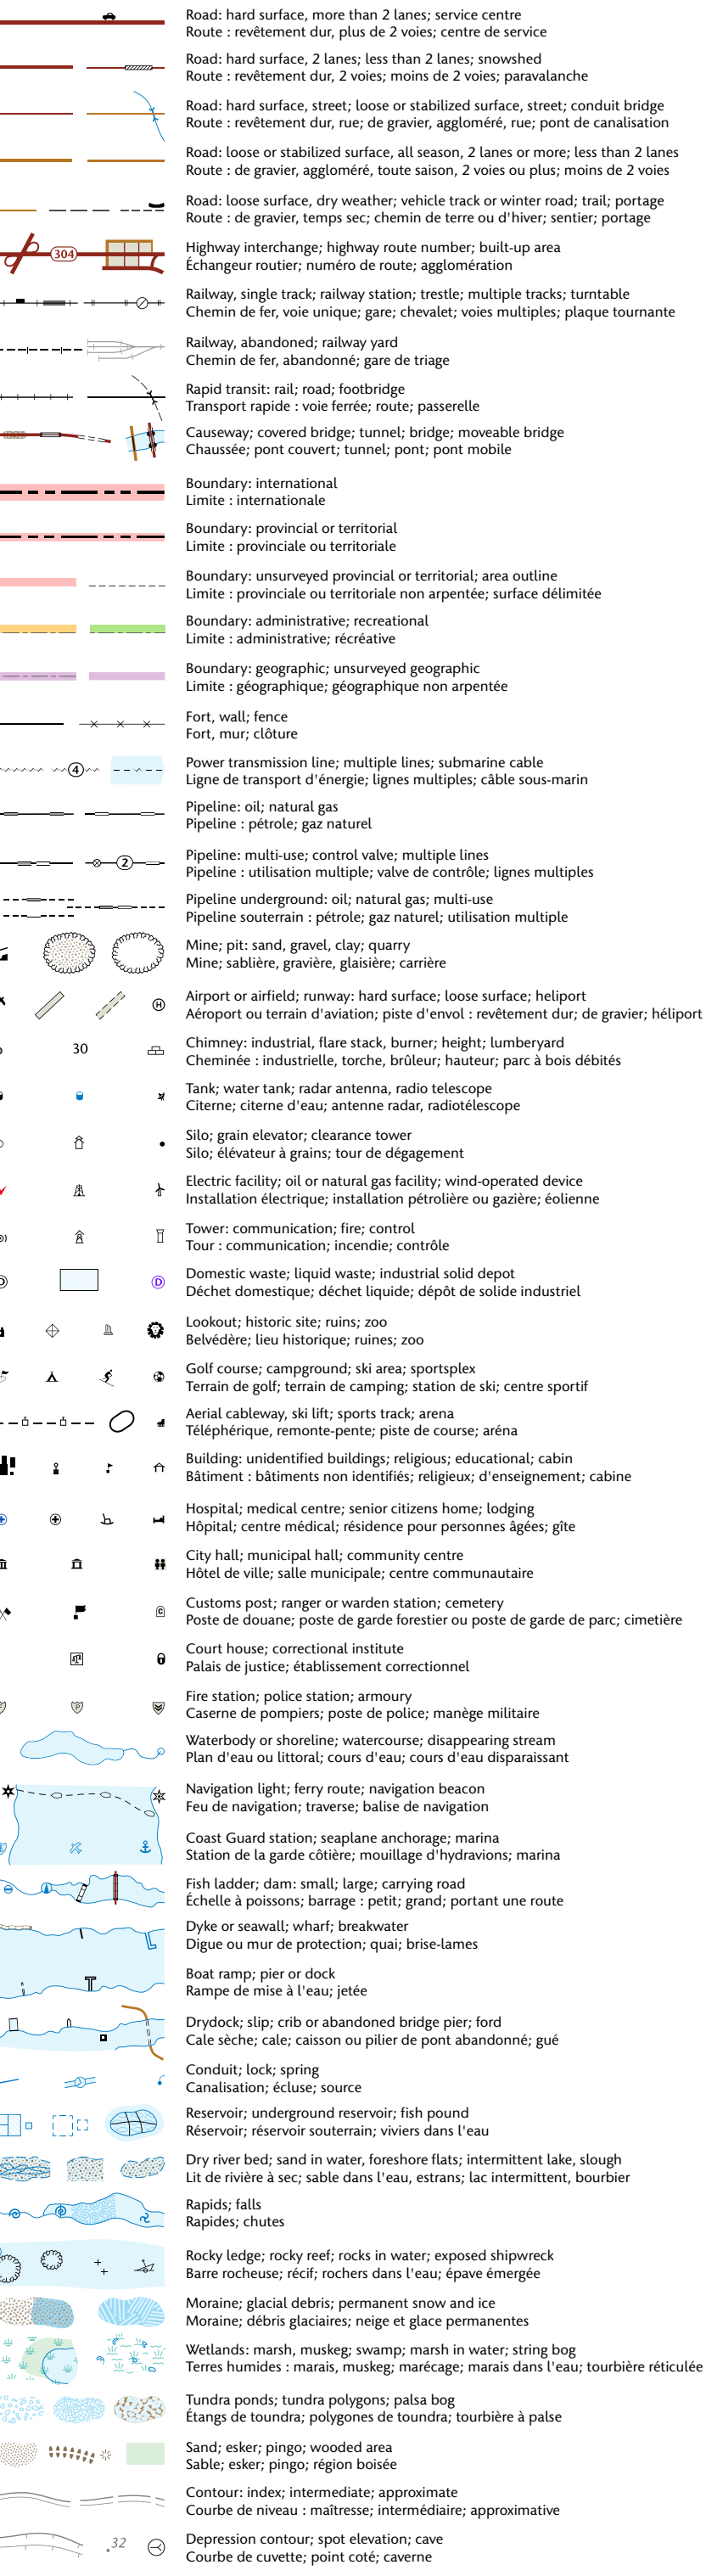 Road: hard surface, more than 2 lanes; service centre
Route : revêtement dur, plus de 2 voies; centre de service
Road: hard surface, 2 lanes; less than 2 lanes; snowshed
Route : revêtement dur, 2 voies; moins de 2 voies; paravalanche
Road: hard surface, street; loose or stabilized surface, street; conduit bridge
Route : revêtement dur, rue; de gravier, aggloméré, rue; pont de canalisation
Road: loose or stabilized surface, all season, 2 lanes or more; less than 2 lanes
Route : de gravier, aggloméré, toute saison, 2 voies ou plus; moins de 2 voies
Road: loose surface, dry weather; vehicle track or winter road; trail; portage
Route : de gravier, temps sec; chemin de terre ou d'hiver; sentier; portage
304
Highway interchange; highway route number; built-up area
Échangeur routier; numéro de route; agglomération
Railway, single track; railway station; trestle; multiple tracks; turntable
Chemin de fer, voie unique; gare; chevalet; voies multiples; plaque tournante
Railway, abandoned; railway yard
Chemin de fer, abandonné; gare de triage
Rapid transit: rail; road; footbridge
Transport rapide : voie ferrée; route; passerelle
Causeway; covered bridge; tunnel; bridge; moveable bridge
Chaussée; pont couvert; tunnel; pont; pont mobile
Boundary: international
Limite : internationale
Boundary: provincial or territorial
Limite : provinciale ou territoriale
Boundary: unsurveyed provincial or territorial; area outline
Limite : provinciale ou territoriale non arpentée; surface délimitée
Boundary: administrative; recreational
Limite : administrative; récréative
Boundary: geographic; unsurveyed geographic
Limite : géographique; géographique non arpentée
Fort, wall; fence
Fort, mur; clôture
4
Power transmission line; multiple lines; submarine cable
Ligne de transport d'énergie; lignes multiples; câble sous-marin
Pipeline: oil; natural gas
Pipeline : pétrole; gaz naturel
2
Pipeline: multi-use; control valve; multiple lines
Pipeline : utilisation multiple; valve de contrôle; lignes multiples
Pipeline underground: oil; natural gas; multi-use
Pipeline souterrain : pétrole; gaz naturel; utilisation multiple
Mine; pit: sand, gravel, clay; quarry
Mine; sablière, gravière, glaisière; carrière
H
Airport or airfield; runway: hard surface; loose surface; heliport
Aéroport ou terrain d'aviation; piste d'envol : revêtement dur; de gravier; héliport
30
Chimney: industrial, flare stack, burner; height; lumberyard
Cheminée : industrielle, torche, brûleur; hauteur; parc à bois débités
Tank; water tank; radar antenna, radio telescope
Citerne; citerne d'eau; antenne radar, radiotélescope
Silo; grain elevator; clearance tower
Silo; élévateur à grains; tour de dégagement
Electric facility; oil or natural gas facility; wind-operated device
Installation électrique; installation pétrolière ou gazière; éolienne
Tower: communication; fire; control
Tour : communication; incendie; contrôle
D D
Domestic waste; liquid waste; industrial solid depot
Déchet domestique; déchet liquide; dépôt de solide industriel
Lookout; historic site; ruins; zoo
Belvédère; lieu historique; ruines; zoo
Golf course; campground; ski area; sportsplex
Terrain de golf; terrain de camping; station de ski; centre sportif
Aerial cableway, ski lift; sports track; arena
Téléphérique, remonte-pente; piste de course; aréna
Building: unidentified buildings; religious; educational; cabin
Bâtiment : bâtiments non identifiés; religieux; d'enseignement; cabine
Hospital; medical centre; senior citizens home; lodging
Hôpital; centre médical; résidence pour personnes âgées; gîte
City hall; municipal hall; community centre
Hôtel de ville; salle municipale; centre communautaire
C
Customs post; ranger or warden station; cemetery
Poste de douane; poste de garde forestier ou poste de garde de parc; cimetière
Court house; correctional institute
Palais de justice; établissement correctionnel
F P
Fire station; police station; armoury
Caserne de pompiers; poste de police; manège militaire
Waterbody or shoreline; watercourse; disappearing stream
Plan d'eau ou littoral; cours d'eau; cours d'eau disparaissant
Navigation light; ferry route; navigation beacon
Feu de navigation; traverse; balise de navigation
Coast Guard station; seaplane anchorage; marina
Station de la garde côtière; mouillage d'hydravions; marina
Fish ladder; dam: small; large; carrying road
Échelle à poissons; barrage : petit; grand; portant une route
Dyke or seawall; wharf; breakwater
Digue ou mur de protection; quai; brise-lames
Boat ramp; pier or dock
Rampe de mise à l'eau; jetée
Drydock; slip; crib or abandoned bridge pier; ford
Cale sèche; cale; caisson ou pilier de pont abandonné; gué
Conduit; lock; spring
Canalisation; écluse; source
Reservoir; underground reservoir; fish pound
Réservoir; réservoir souterrain; viviers dans l'eau
Dry river bed; sand in water, foreshore flats; intermittent lake, slough
Lit de rivière à sec; sable dans l'eau, estrans; lac intermittent, bourbier
Rapids; falls
Rapides; chutes
Rocky ledge; rocky reef; rocks in water; exposed shipwreck
Barre rocheuse; récif; rochers dans l'eau; épave émergée
Moraine; glacial debris; permanent snow and ice
Moraine; débris glaciaires; neige et glace permanentes
Wetlands: marsh, muskeg; swamp; marsh in water; string bog
Terres humides : marais, muskeg; marécage; marais dans l'eau; tourbière réticulée
Tundra ponds; tundra polygons; palsa bog
Étangs de toundra; polygones de toundra; tourbière à palse
Sand; esker; pingo; wooded area
Sable; esker; pingo; région boisée
Contour: index; intermediate; approximate
Courbe de niveau : maîtresse; intermédiaire; approximative
.32
Depression contour; spot elevation; cave
Courbe de cuvette; point coté; caverne